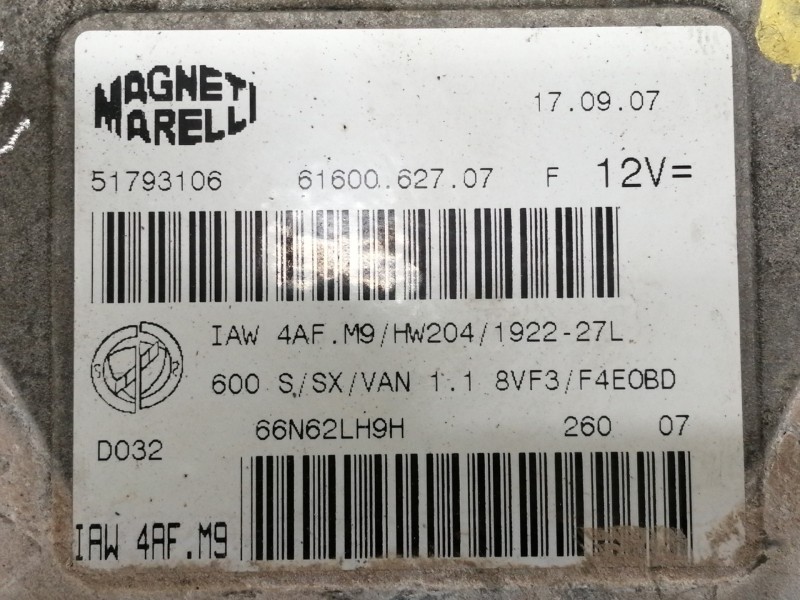 MAGNETI
MARELLI
17.09.07
51793106 61600.627.07 F 12V=
IAW 4AF.M9/HW204/1922-27L
600 S/SX/VAN 1.1 8VF3/F4EOBD
66N62LH9H 260 07
D032
IAW 4AF.M9